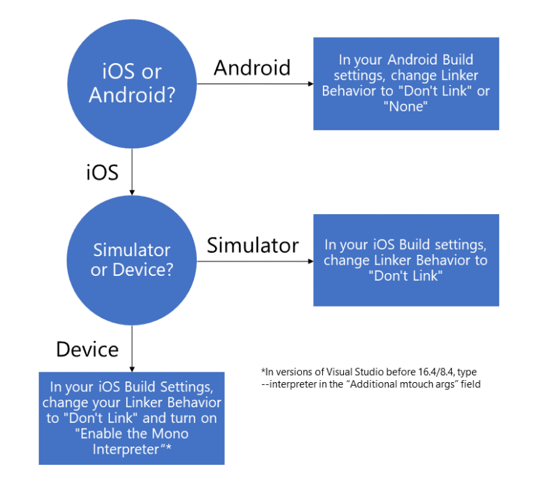 iOS or
Android?
Android
In your Android Build
settings, change Linker
Behavior to "Don't Link" or
"None"
iOS
Simulator
or Device?
Simulator
In your iOS Build settings,
change Linker Behavior to
"Don't Link"
Device
*In versions of Visual Studio before 16.4/8.4, type
--interpreter in the “Additional mtouch args” field
In your iOS Build Settings,
change your Linker Behavior
to "Don't Link" and turn on
"Enable the Mono
Interpreter“*